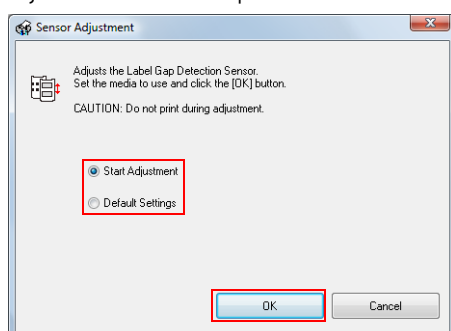 Sensor Adjustment
Adjusts the Label Gap Detection Sensor.
Set the media to use and click the [OK] button.
CAUTION: Do not print during adjustment.
Start Adjustment
Default Settings
OK
Cancel